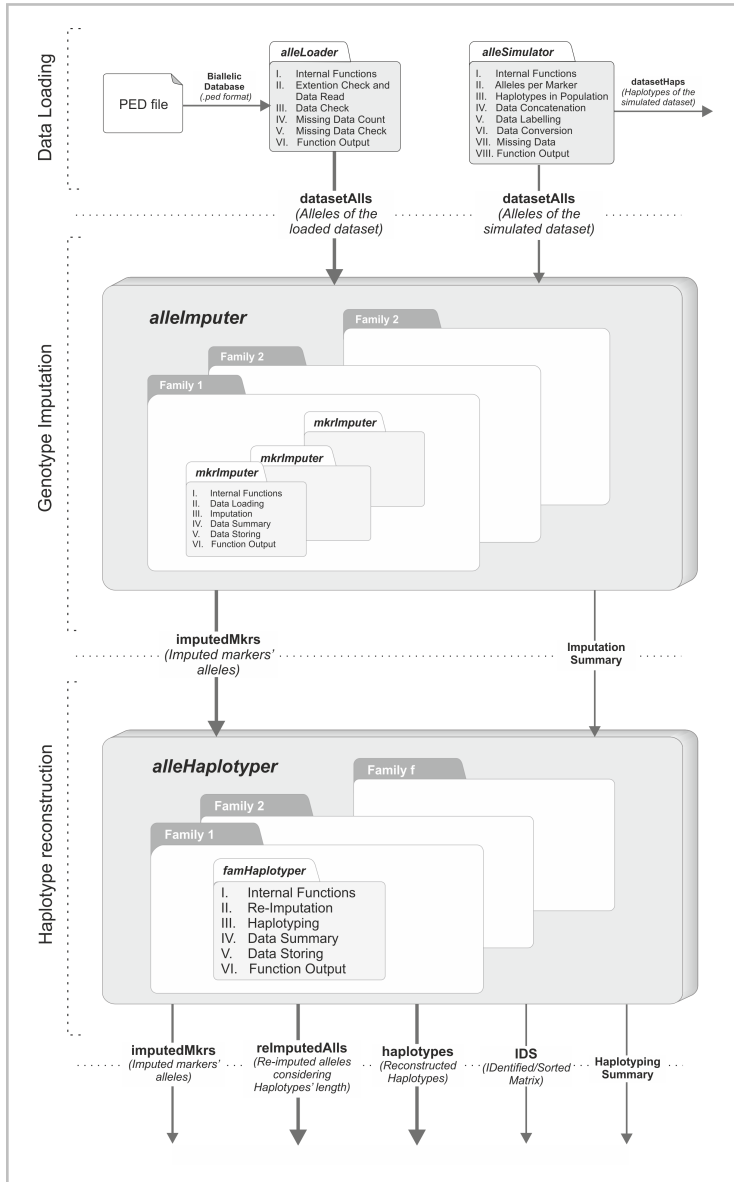 Data Loading
PED file
Biallelic
Database
(.ped format)
alleLoader
I. Internal Functions
II. Extention Check and
Data Read
III. Data Check
IV. Missing Data Count
V. Missing Data Check
VI. Function Output
alleSimulator
I. Internal Functions
II. Alleles per Marker
III. Haplotypes in Population
IV. Data Concatenation
V. Data Labelling
VI. Data Conversion
VII. Missing Data
VIII. Function Output
datasetHaps
(Haplotypes of the
simulated dataset)
datasetAlls
(Alleles of the
loaded dataset)
datasetAlls
(Alleles of the
simulated dataset)
Genotype Imputation
alleImputer
Family 2
Family 2
Family 1
mkrImputer
mkrImputer
mkrImputer
I. Internal Functions
II. Data Loading
III. Imputation
IV. Data Summary
V. Data Storing
VI. Function Output
imputedMkrs
(Imputed markers'
alleles)
Imputation
Summary
Haplotype reconstruction
alleHaplotyper
Family f
Family 2
Family 1
famHaplotyper
I. Internal Functions
II. Re-Imputation
III. Haplotyping
IV. Data Summary
V. Data Storing
VI. Function Output
imputedMkrs
(Imputed markers'
alleles)
reImputedAlls
(Re-imputed alleles
considering
Haplotypes' length)
haplotypes
(Reconstructed
Haplotypes)
IDS
(IDentified/Sorted
Matrix)
Haplotyping
Summary